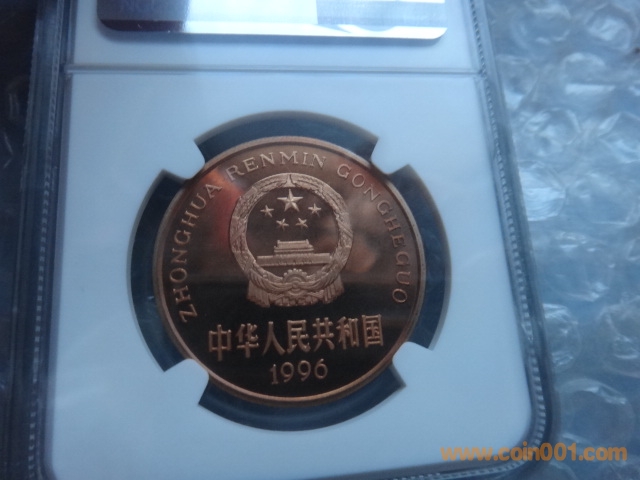 ZHONGHUA RENMIN GONGHEGUO
中华人民共和国
1996
www.coin001.com